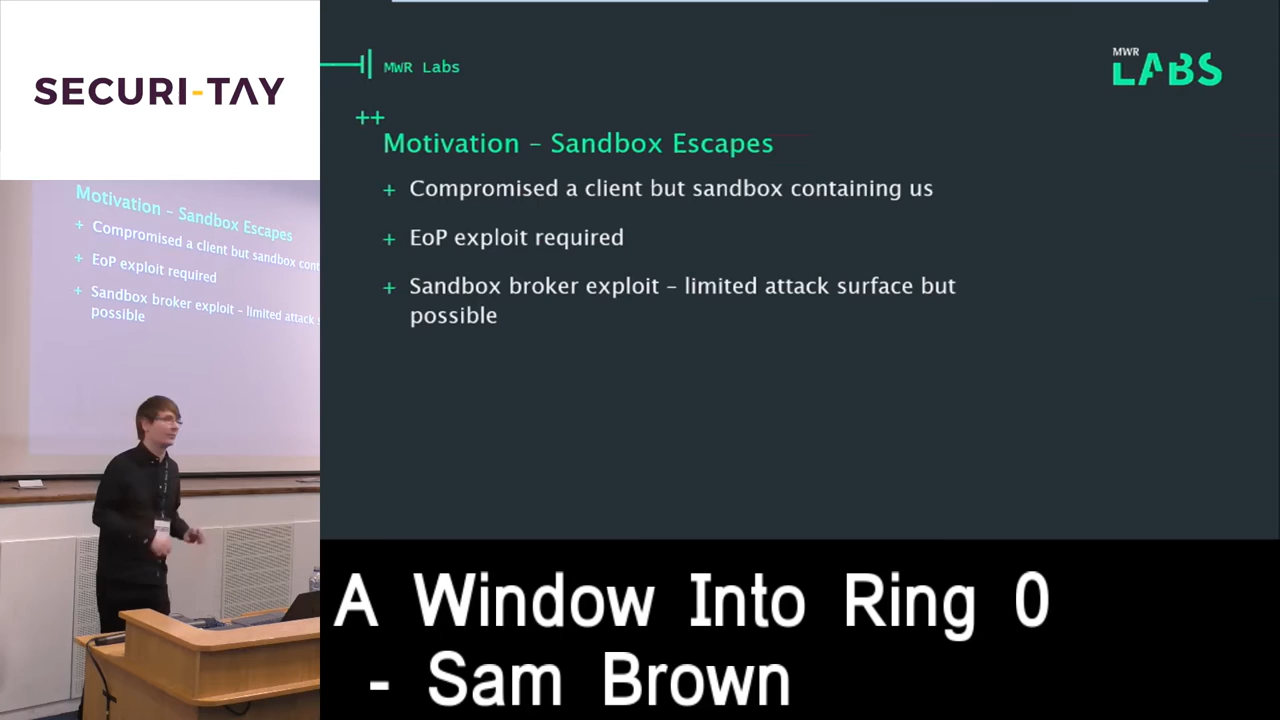 SECURI-TAY
MWR Labs
MWR
LABS
++
Motivation – Sandbox Escapes
+ Compromised a client but sandbox containing us
+ EoP exploit required
+ Sandbox broker exploit – limited attack surface but
possible
Motivation – Sandbox Escapes
+ Compromised a client but sandbox cont
+ EoP exploit required
+ Sandbox broker exploit – limited attack s
possible
A Window Into Ring 0
- Sam Brown